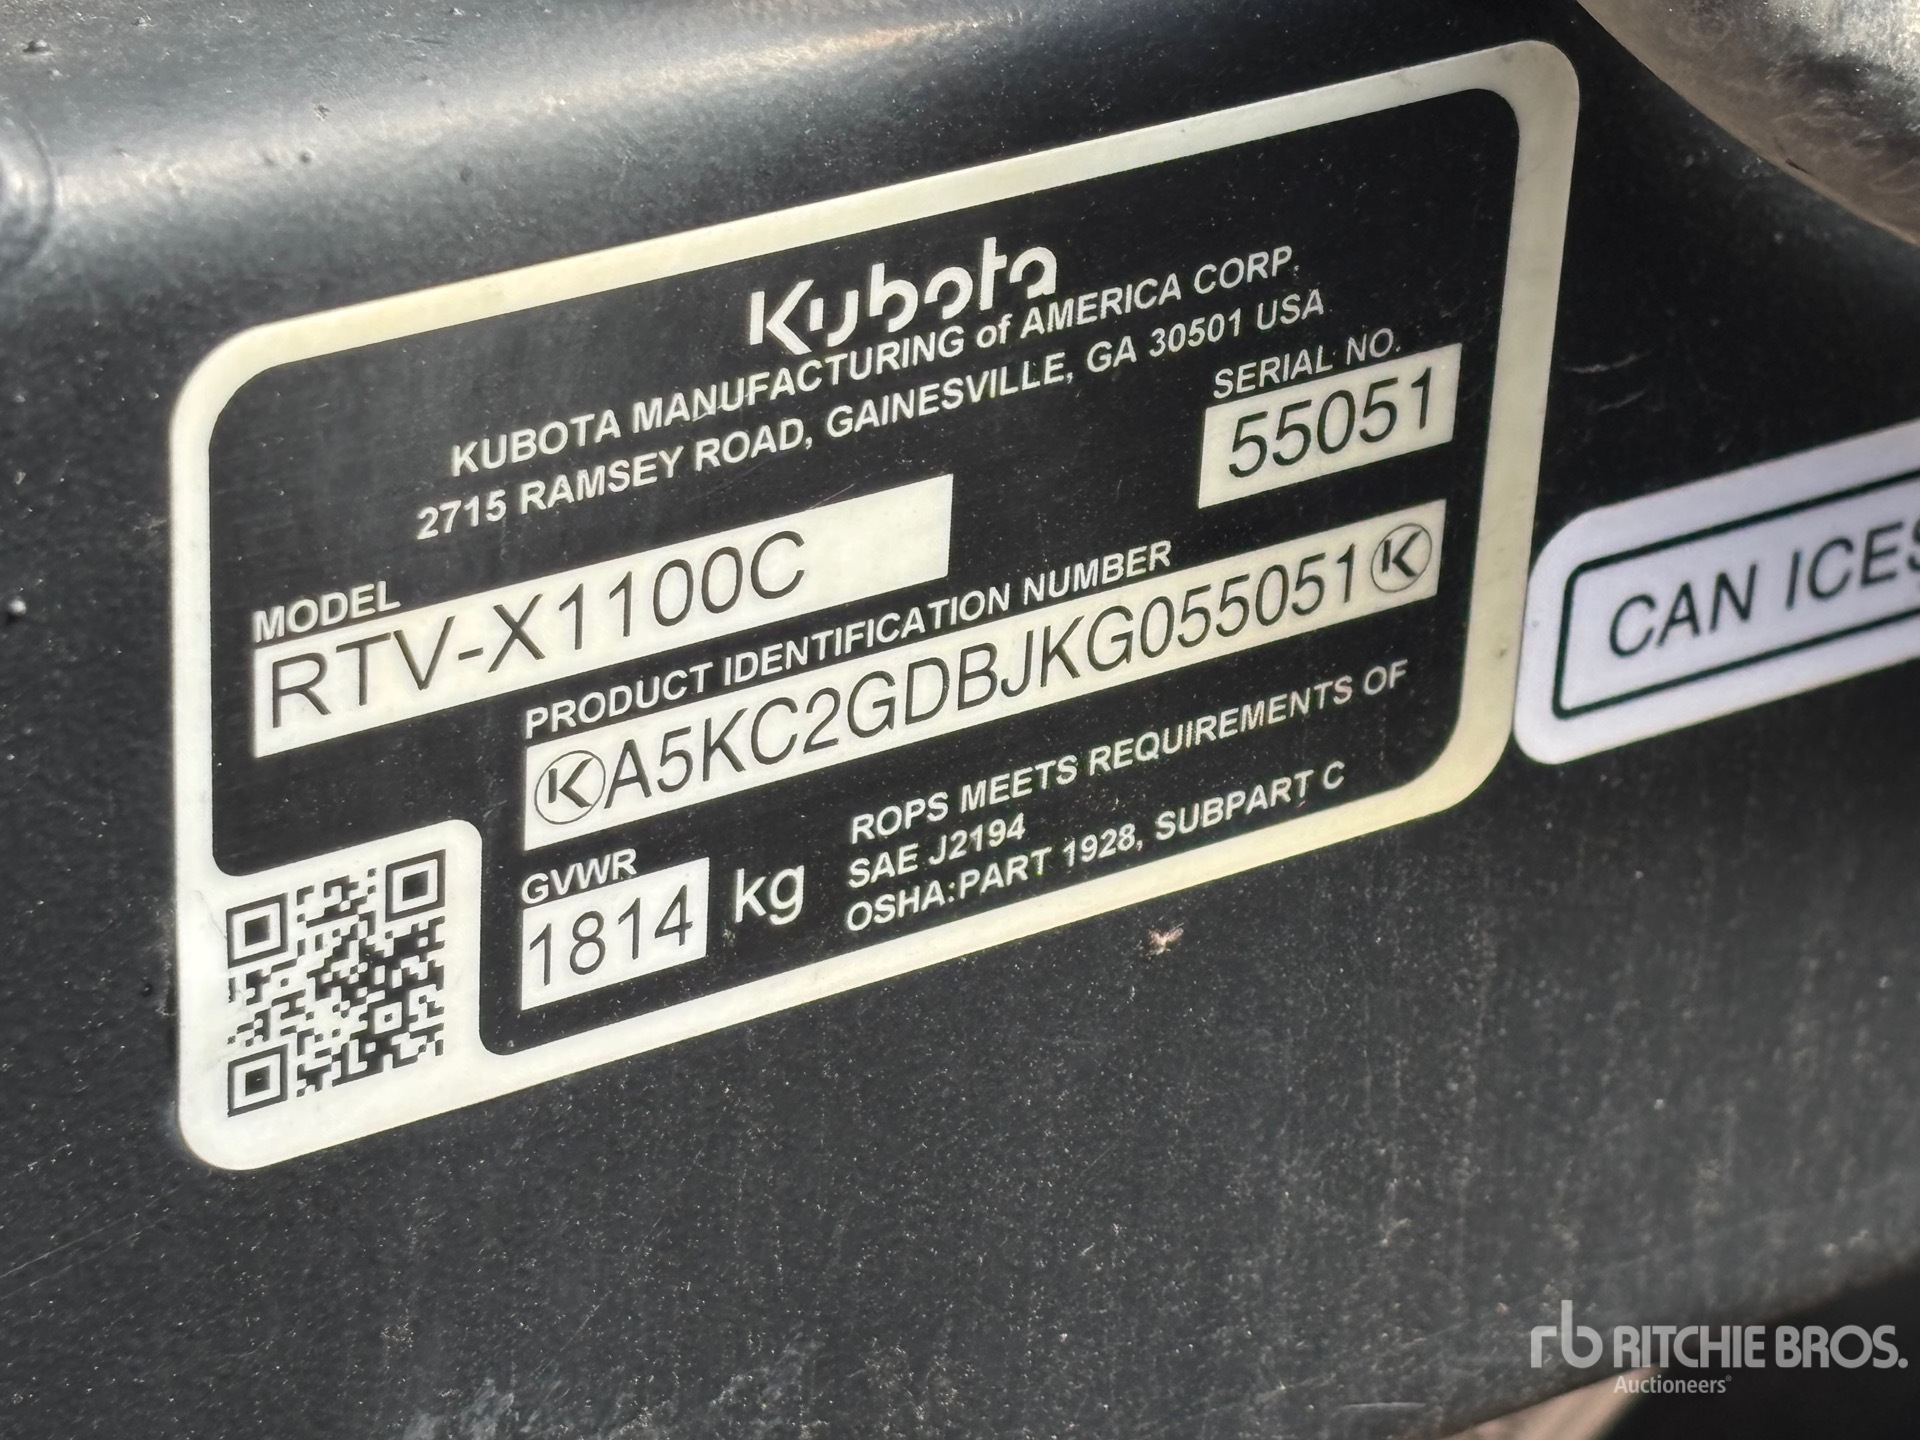 Kubota
KUBOTA MANUFACTURING of AMERICA CORP.
2715 RAMSEY ROAD, GAINESVILLE, GA 30501 USA
SERIAL NO.
55051
MODEL
RTV-X1100C
PRODUCT IDENTIFICATION NUMBER
KA5KC2GDBJKG055051K
GVWR
1814 kg
ROPS MEETS REQUIREMENTS OF
SAE J2194
OSHA:PART 1928, SUBPART C
CAN ICES
rb RITCHIE BROS.
Auctioneers®